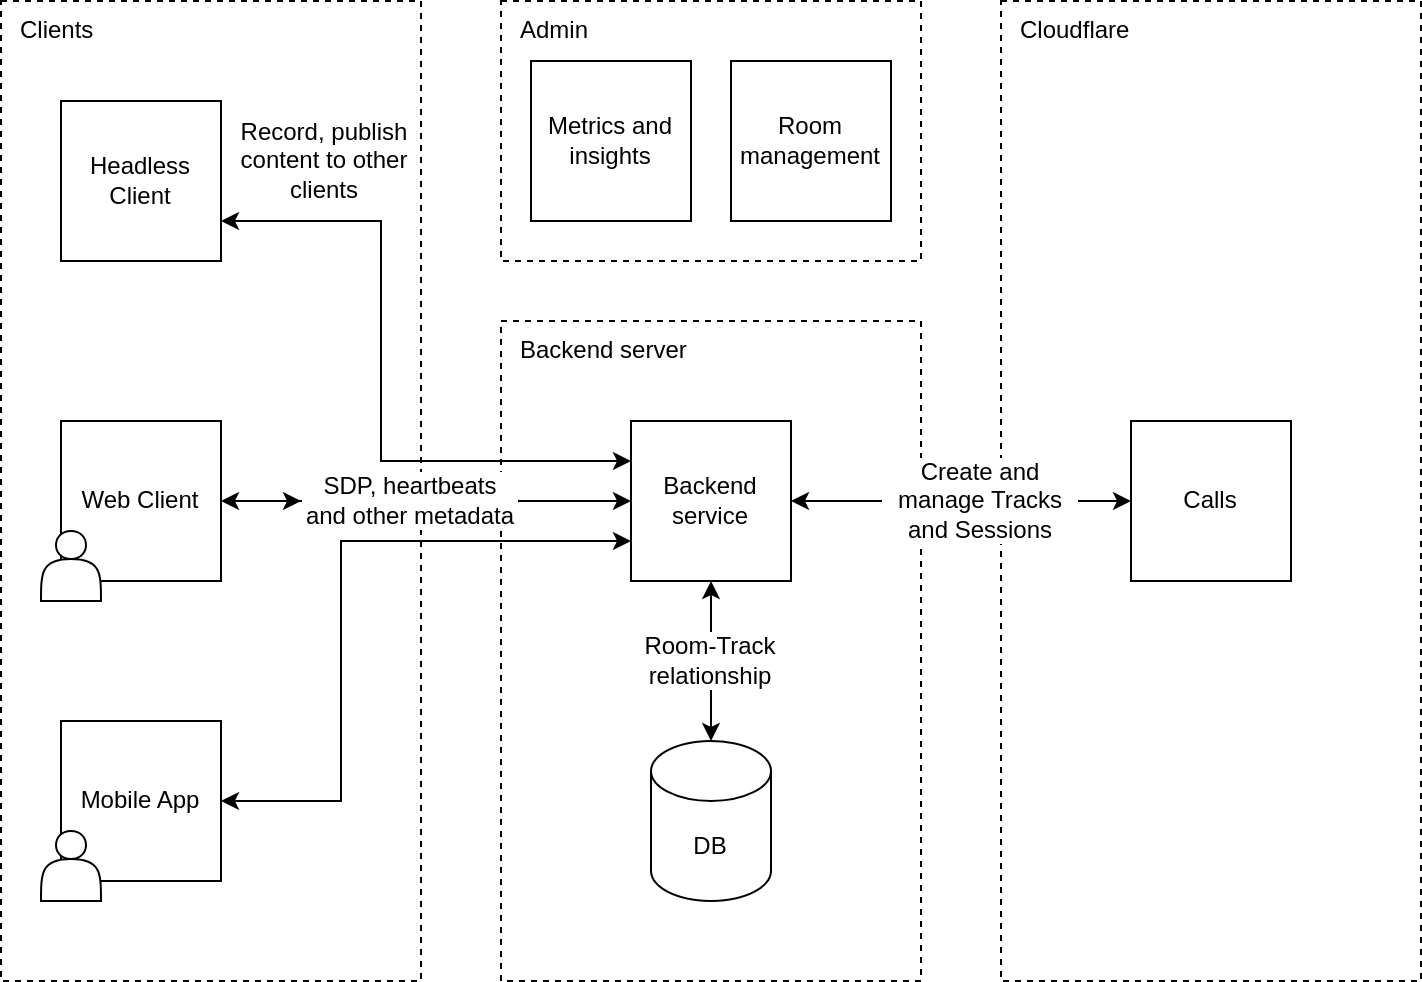 Clients
Headless
Client
Record, publish
content to other
clients
Web Client
Mobile App
SDP, heartbeats
and other metadata
Admin
Metrics and
insights
Room
management
Backend server
Backend
service
Room-Track
relationship
DB
Create and
manage Tracks
and Sessions
Cloudflare
Calls